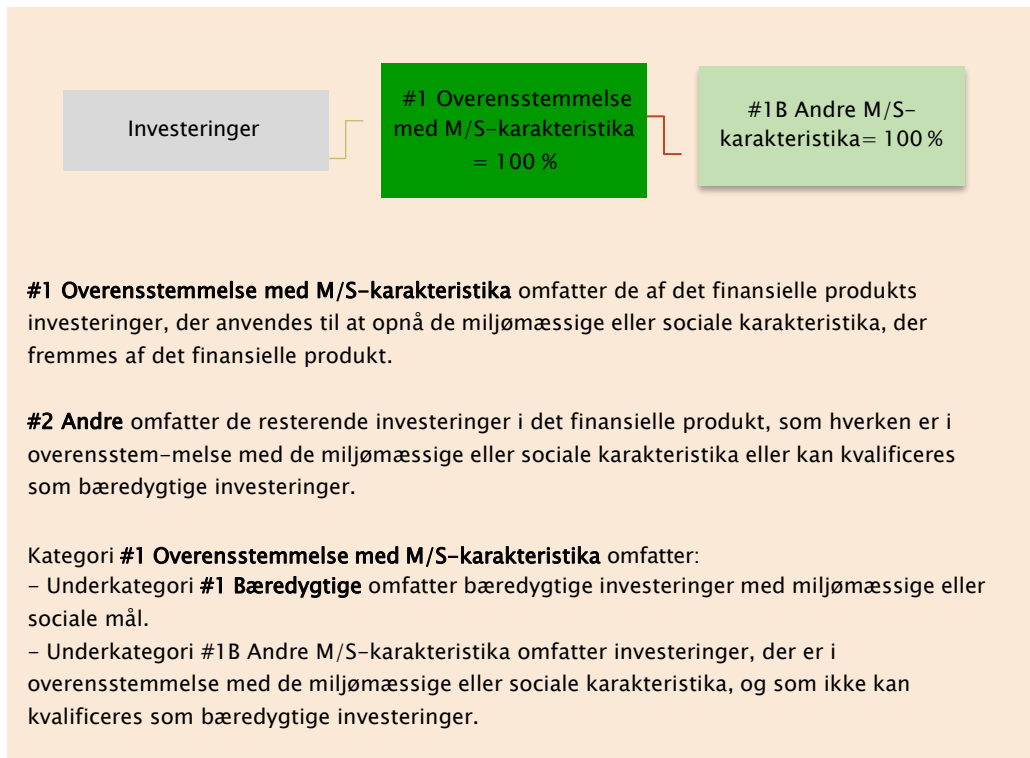 Investeringer
#1 Overensstemmelse
med M/S-karakteristika
= 100 %
#1B Andre M/S-
karakteristika= 100 %
#1 Overensstemmelse med M/S-karakteristika omfatter de af det finansielle produkts
investeringer, der anvendes til at opnå de miljømæssige eller sociale karakteristika, der
fremmes af det finansielle produkt.
#2 Andre omfatter de resterende investeringer i det finansielle produkt, som hverken er i
overensstem-melse med de miljømæssige eller sociale karakteristika eller kan kvalificeres
som bæredygtige investeringer.
Kategori #1 Overensstemmelse med M/S-karakteristika omfatter:
- Underkategori #1 Bæredygtige omfatter bæredygtige investeringer med miljømæssige eller
sociale mål.
- Underkategori #1B Andre M/S-karakteristika omfatter investeringer, der er i
overensstemmelse med de miljømæssige eller sociale karakteristika, og som ikke kan
kvalificeres som bæredygtige investeringer.